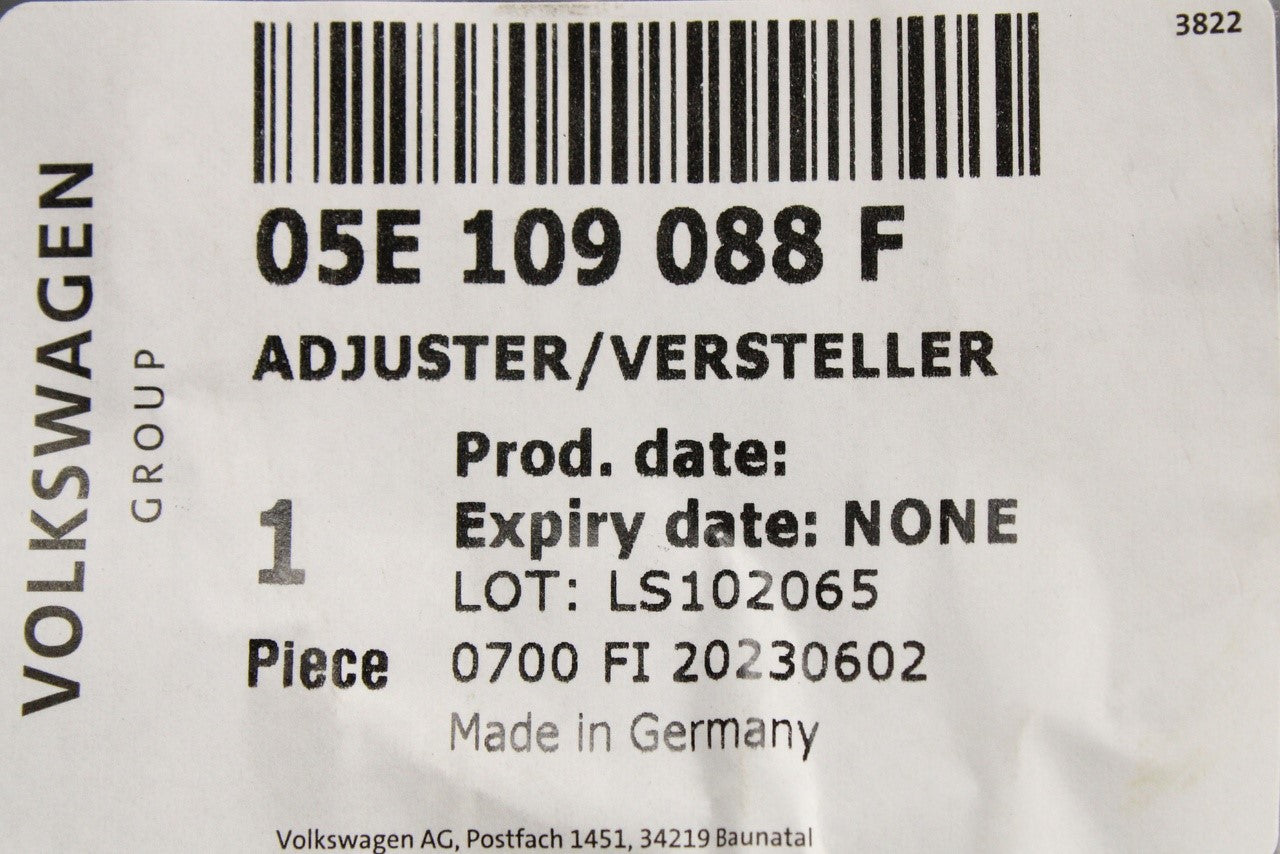 3822
VOLKSWAGEN
GROUP
05E 109 088 F
ADJUSTER/VERSTELLER
Prod. date:
1
Expiry date: NONE
LOT: LS102065
Piece
0700 FI 20230602
Made in Germany
Volkswagen AG, Postfach 1451, 34219 Baunatal